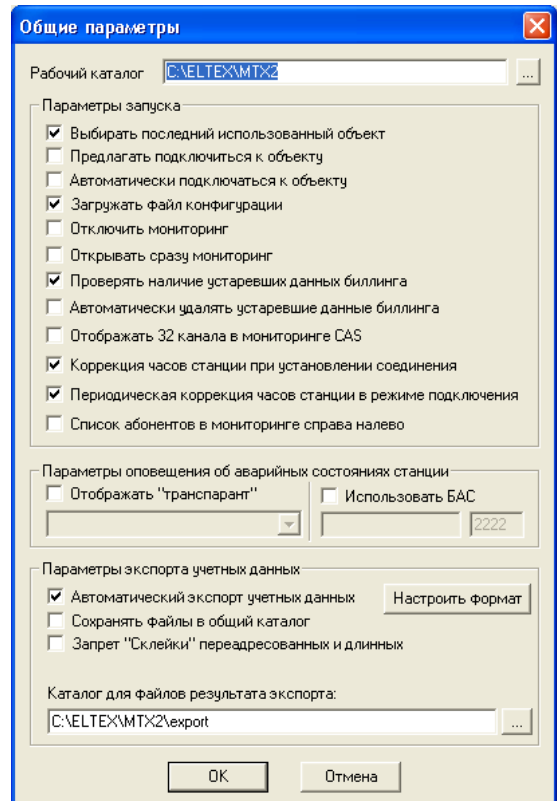 Общие параметры
Рабочий каталог C:\ELTEX\MTX2 ...
Параметры запуска
Выбирать последний использованный объект
Предлагать подключиться к объекту
Автоматически подключаться к объекту
Загружать файл конфигурации
Отключить мониторинг
Открывать сразу мониторинг
Проверять наличие устаревших данных биллинга
Автоматически удалять устаревшие данные биллинга
Отображать 32 канала в мониторинге CAS
Коррекция часов станции при установлении соединения
Периодическая коррекция часов станции в режиме подключения
Список абонентов в мониторинге справа налево
Параметры оповещения об аварийных состояниях станции
Отображать "транспарант" Использовать БАС
2222
Параметры экспорта учетных данных
Автоматический экспорт учетных данных Настроить формат
Сохранять файлы в общий каталог
Запрет "Склейки" переадресованных и длинных
Каталог для файлов результата экспорта:
C:\ELTEX\MTX2\export ...
OK Отмена